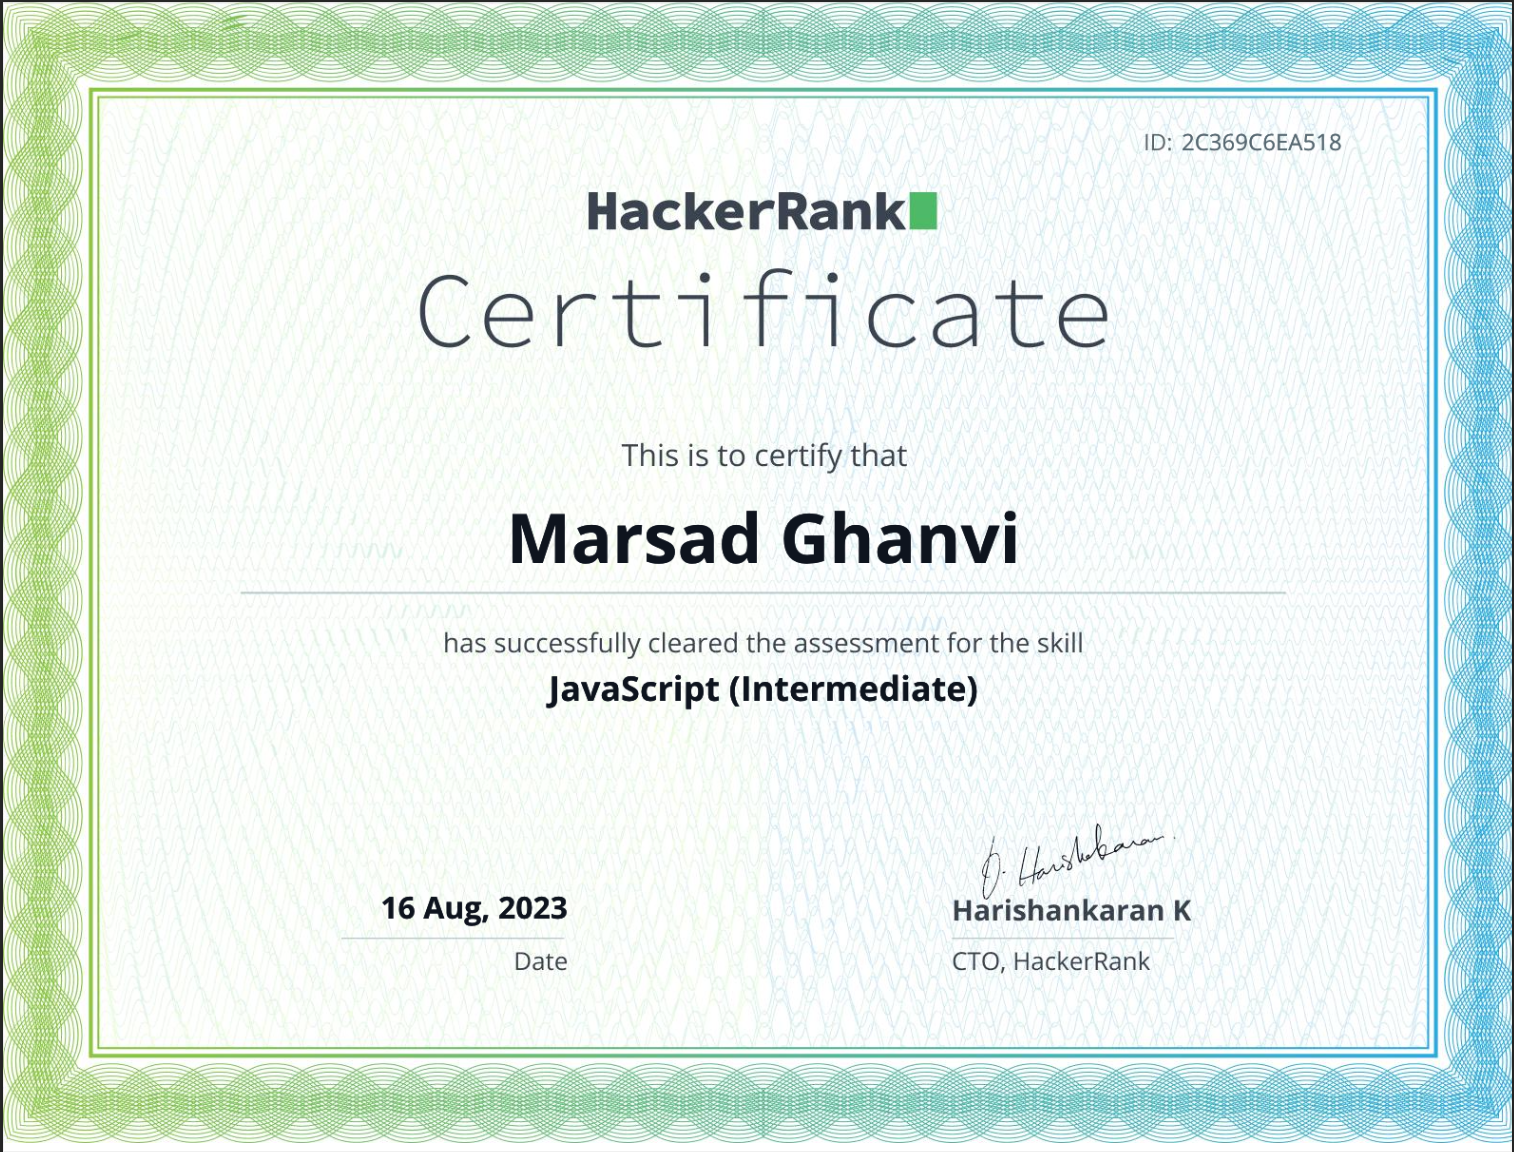 ID: 2C369C6EA518
HackerRank
Certificate
This is to certify that
Marsad Ghanvi
has successfully cleared the assessment for the skill
JavaScript (Intermediate)
16 Aug, 2023
Date
Harishankaran K
CTO, HackerRank